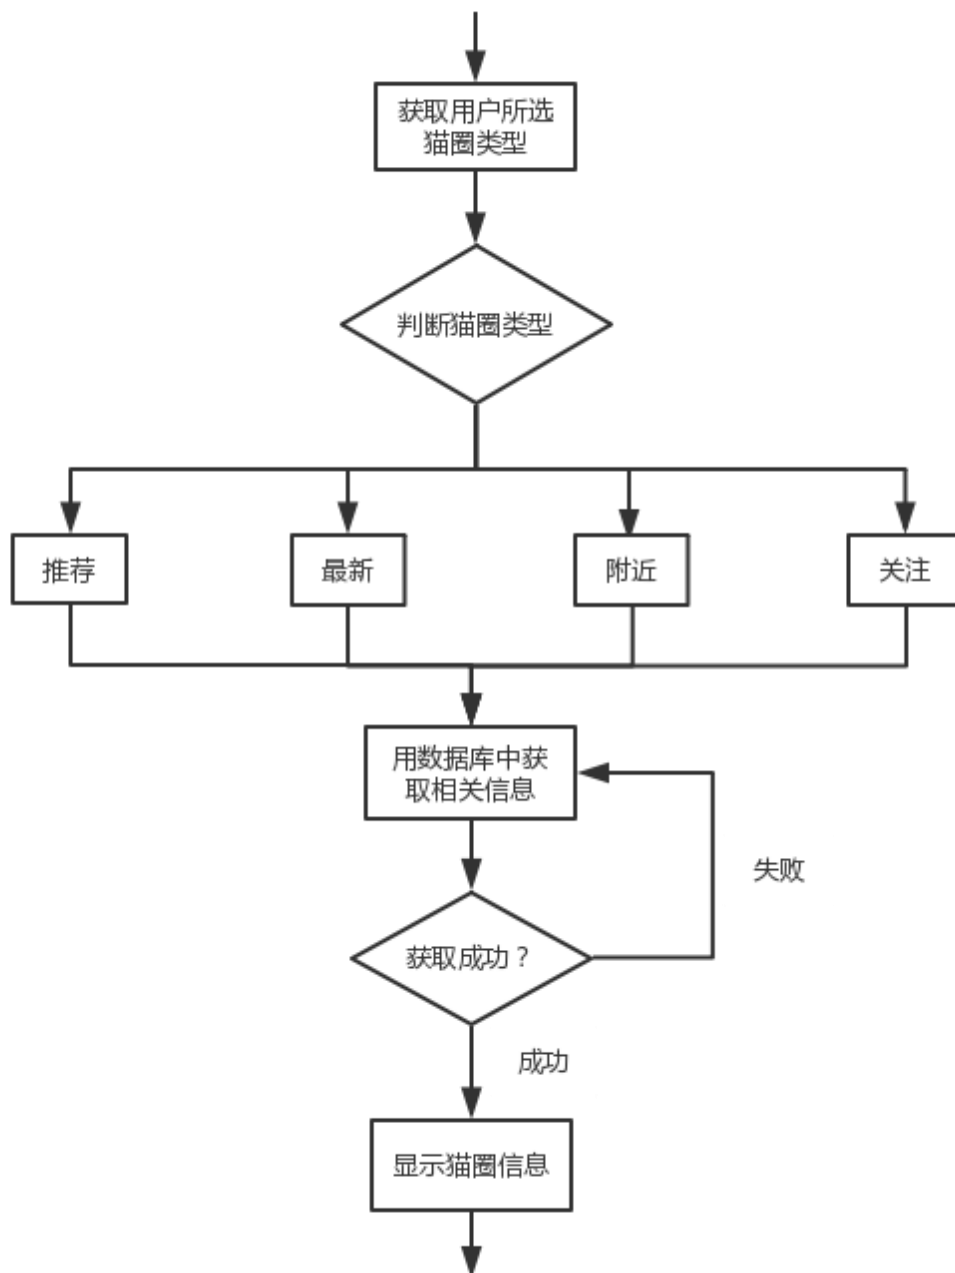 获取用户所选
猫圈类型
判断猫圈类型
推荐
最新
附近
关注
用数据库中获
取相关信息
失败
获取成功？
成功
显示猫圈信息